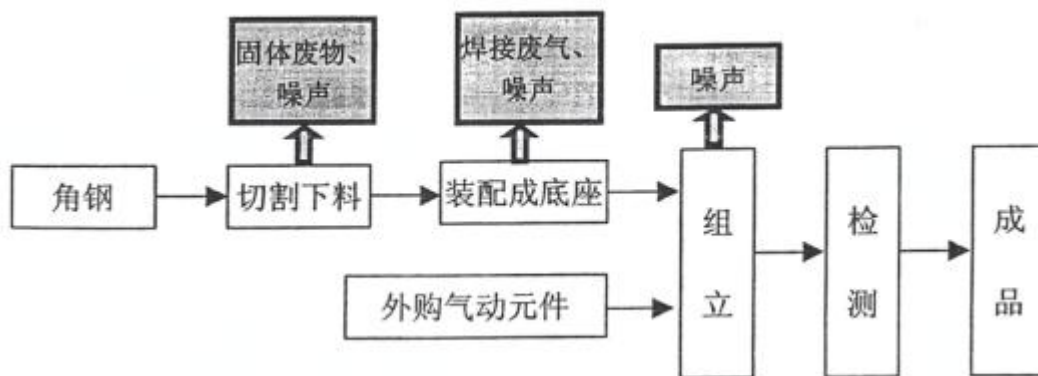 固体废物、
噪声
焊接废气、
噪声
噪声
角钢
切割下料
装配成底座
组立
检测
成品
外购气动元件